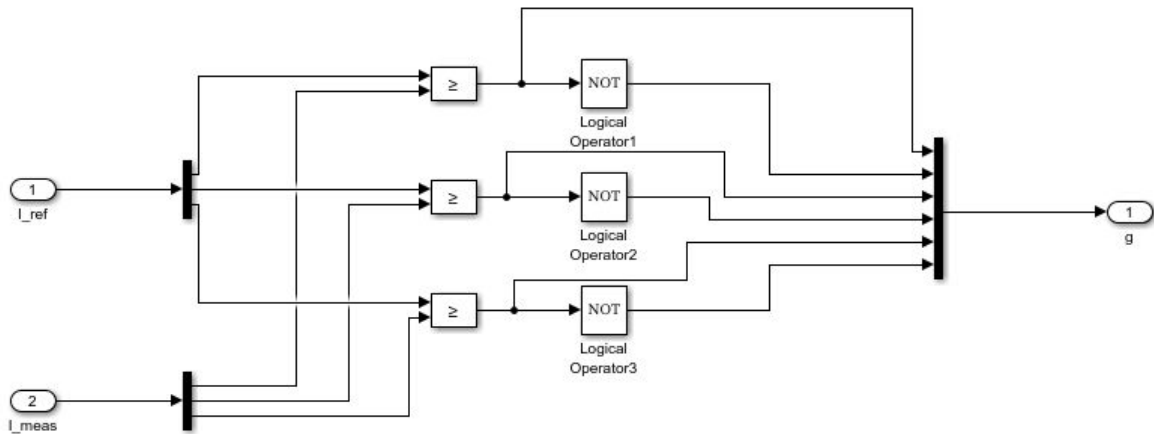 ≥
NOT
Logical
Operator1
1
I_ref
≥
NOT
Logical
Operator2
1
g
≥
NOT
Logical
Operator3
2
I_meas